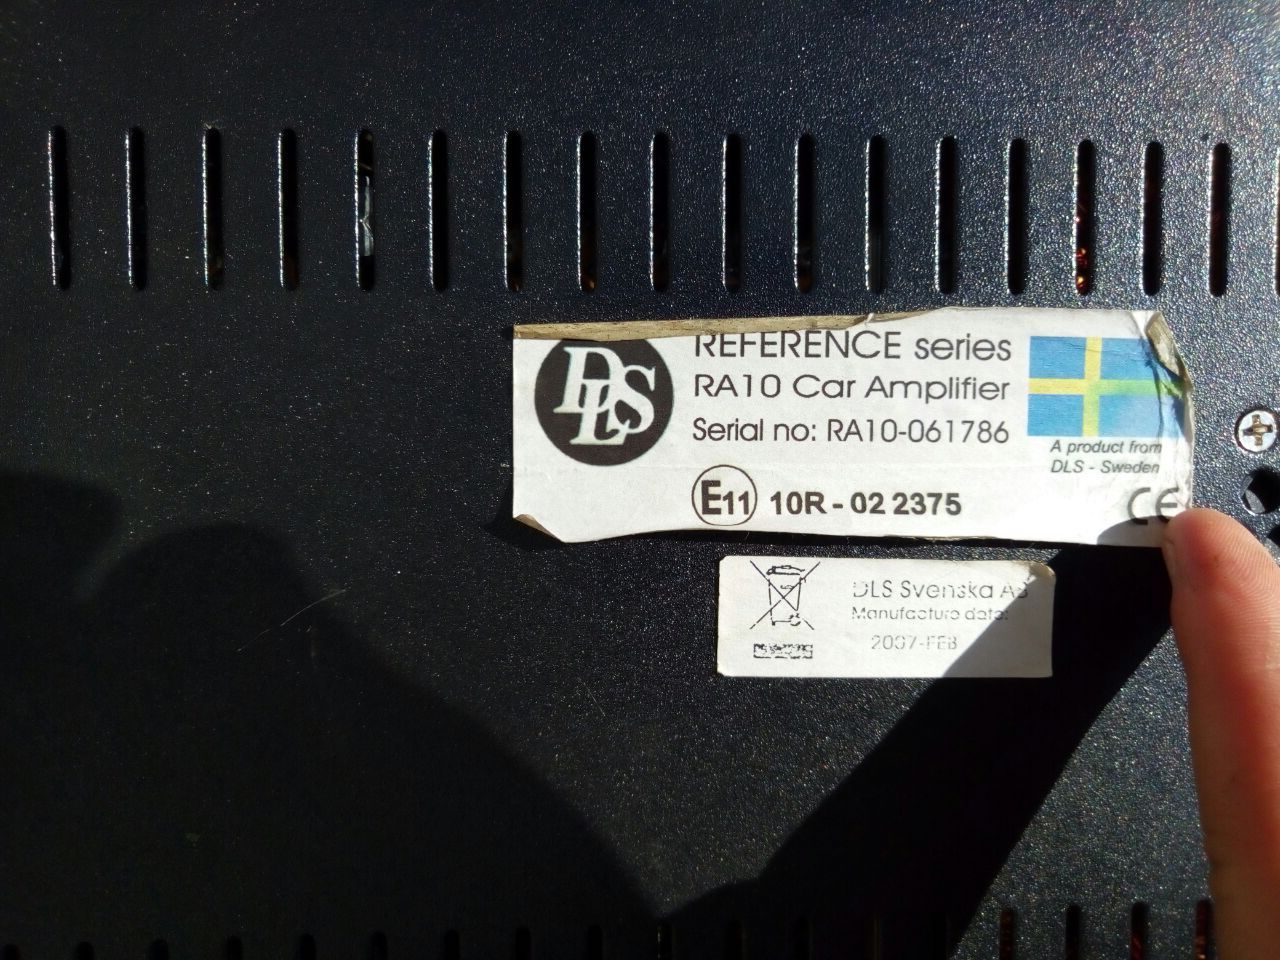 DLS
REFERENCE series
RA10 Car Amplifier
Serial no: RA10-061786
A product from
DLS - Sweden
E11 10R - 02 2375
CE
DLS Svenska AB
Manufacture date:
2007-FEB